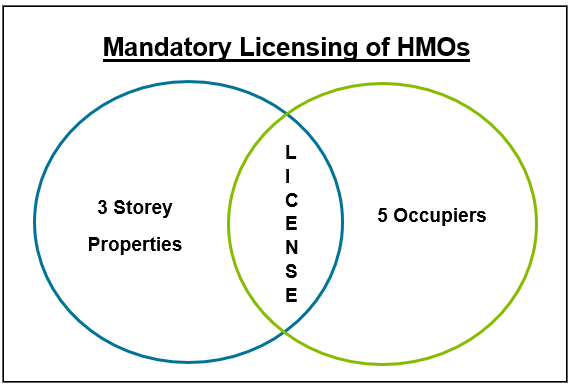 Mandatory Licensing of HMOs
3 Storey
Properties
L
I
C
E
N
S
E
5 Occupiers